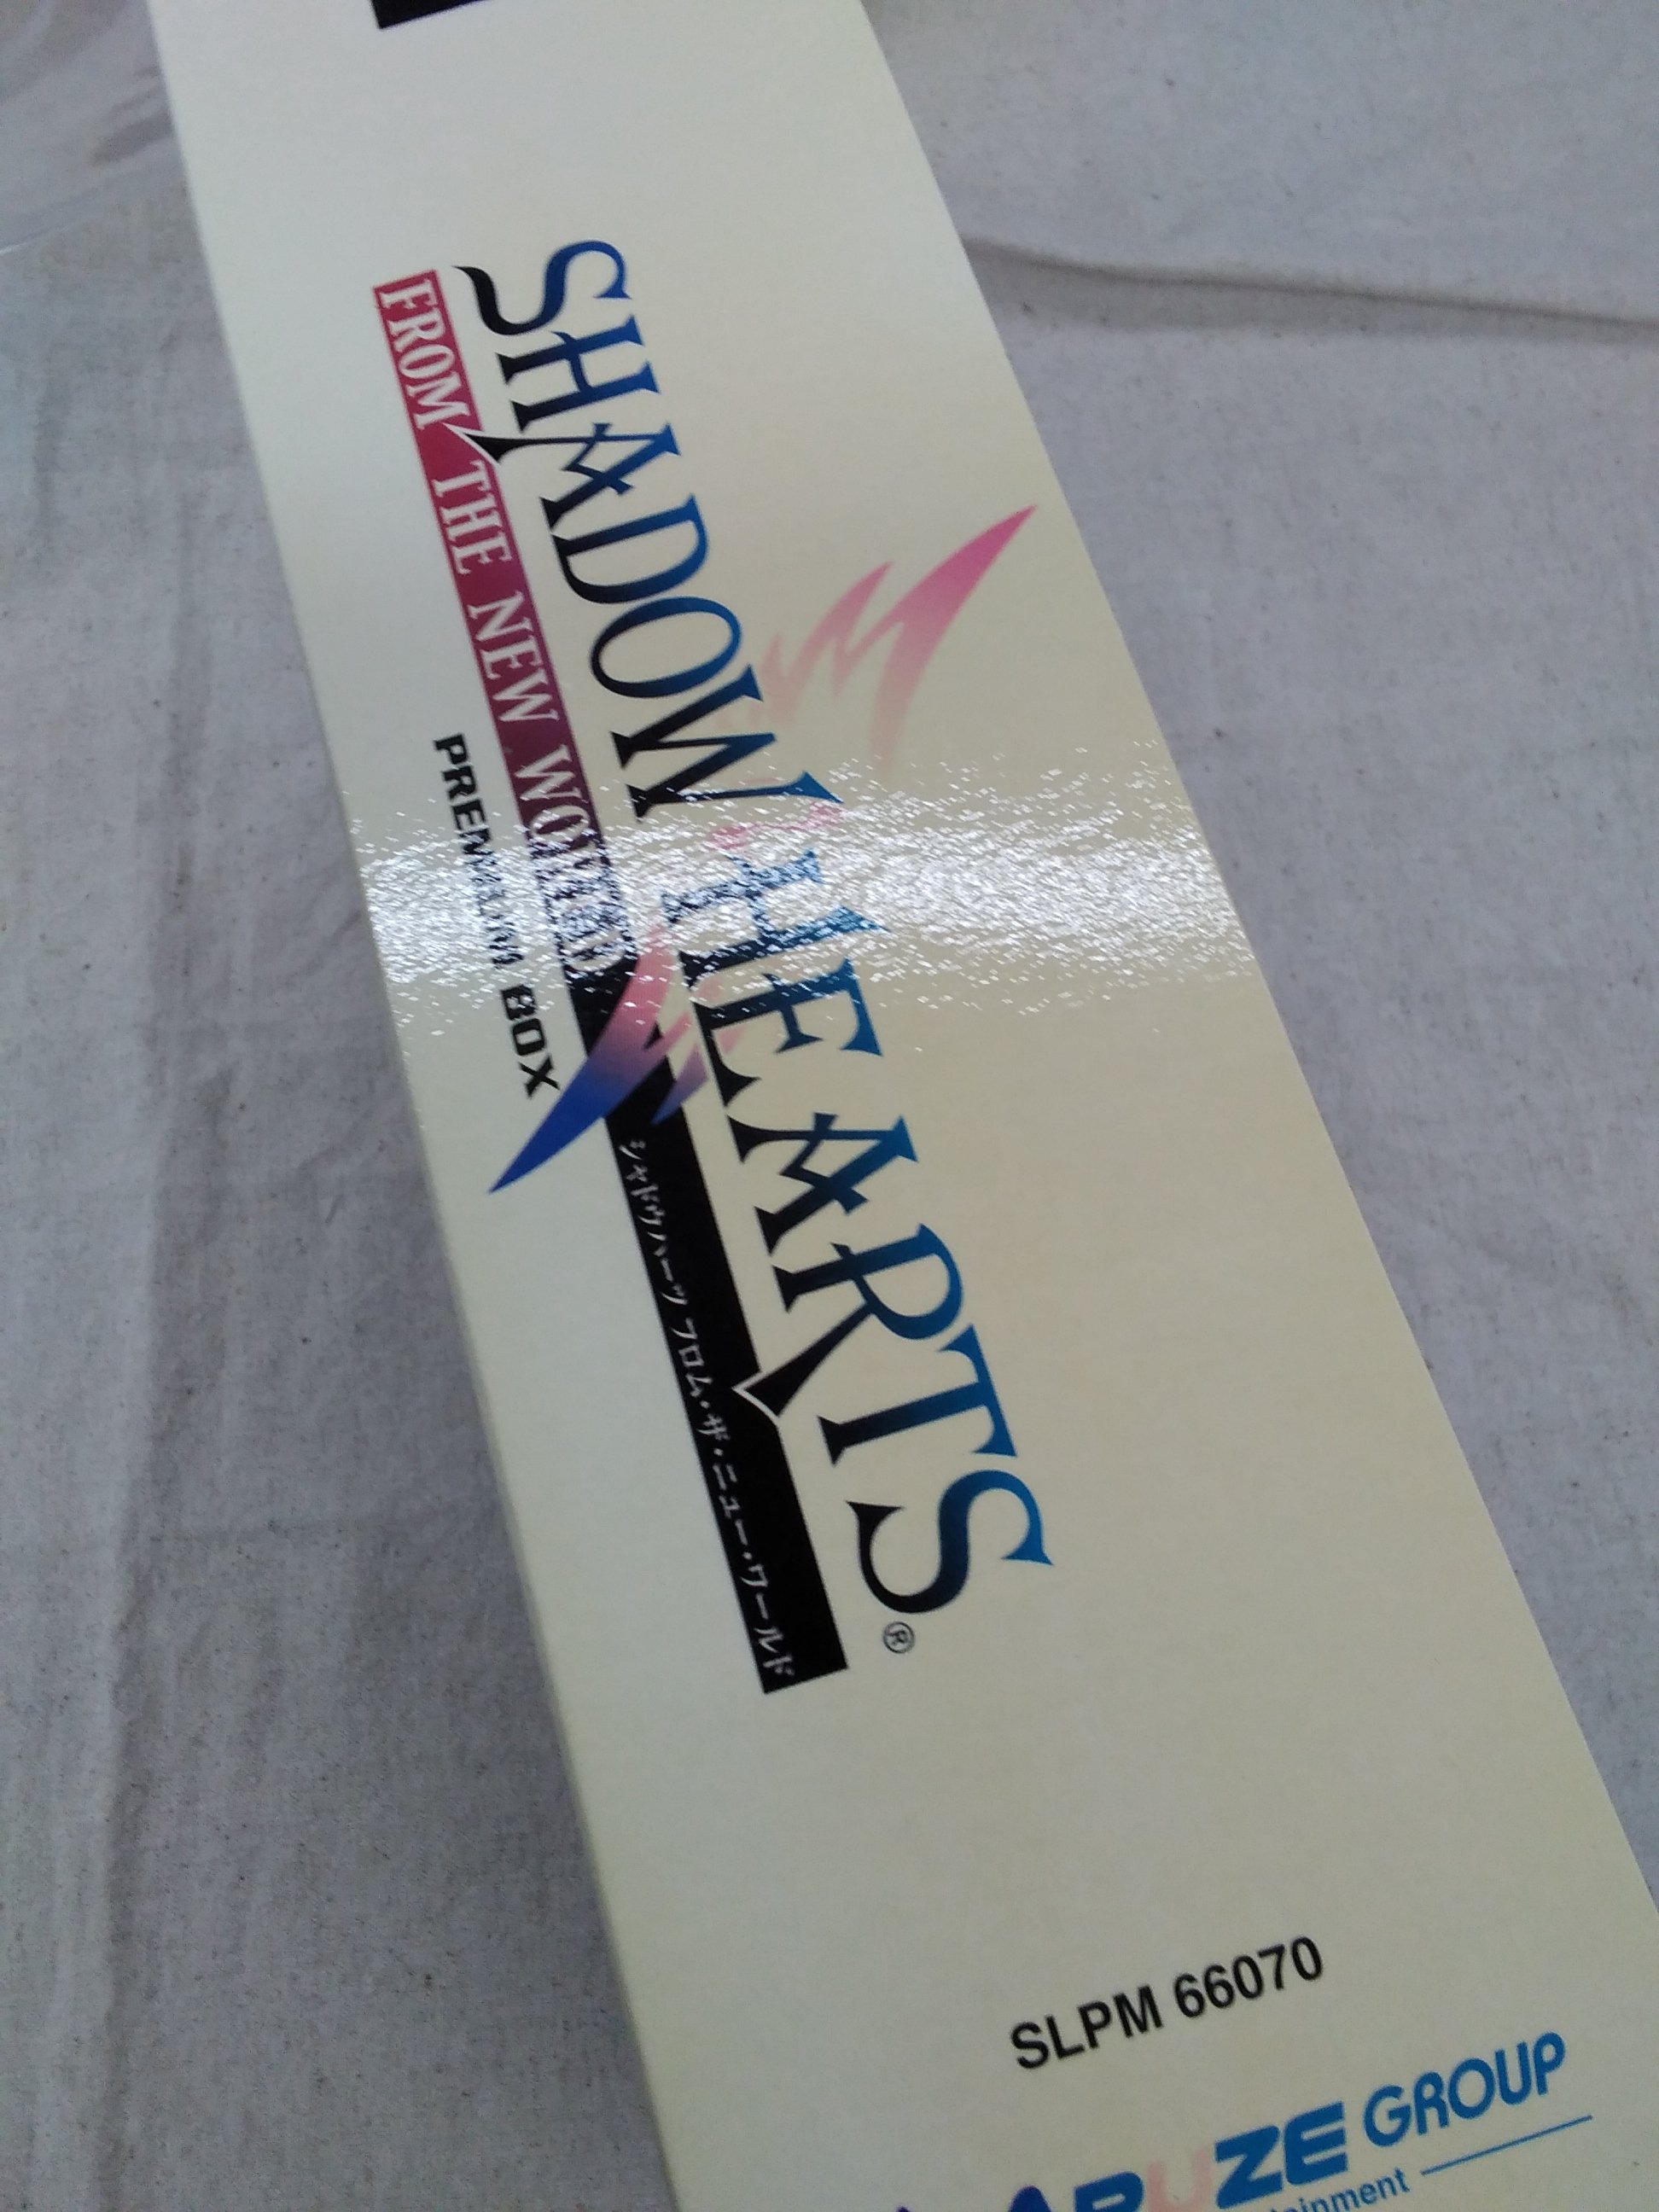 SHADOW HEARTS®
FROM THE NEW WORLD
シャドウハーツ フロム・ザ・ニュー・ワールド
PREMIUM BOX
SLPM 66070
ARUZE GROUP